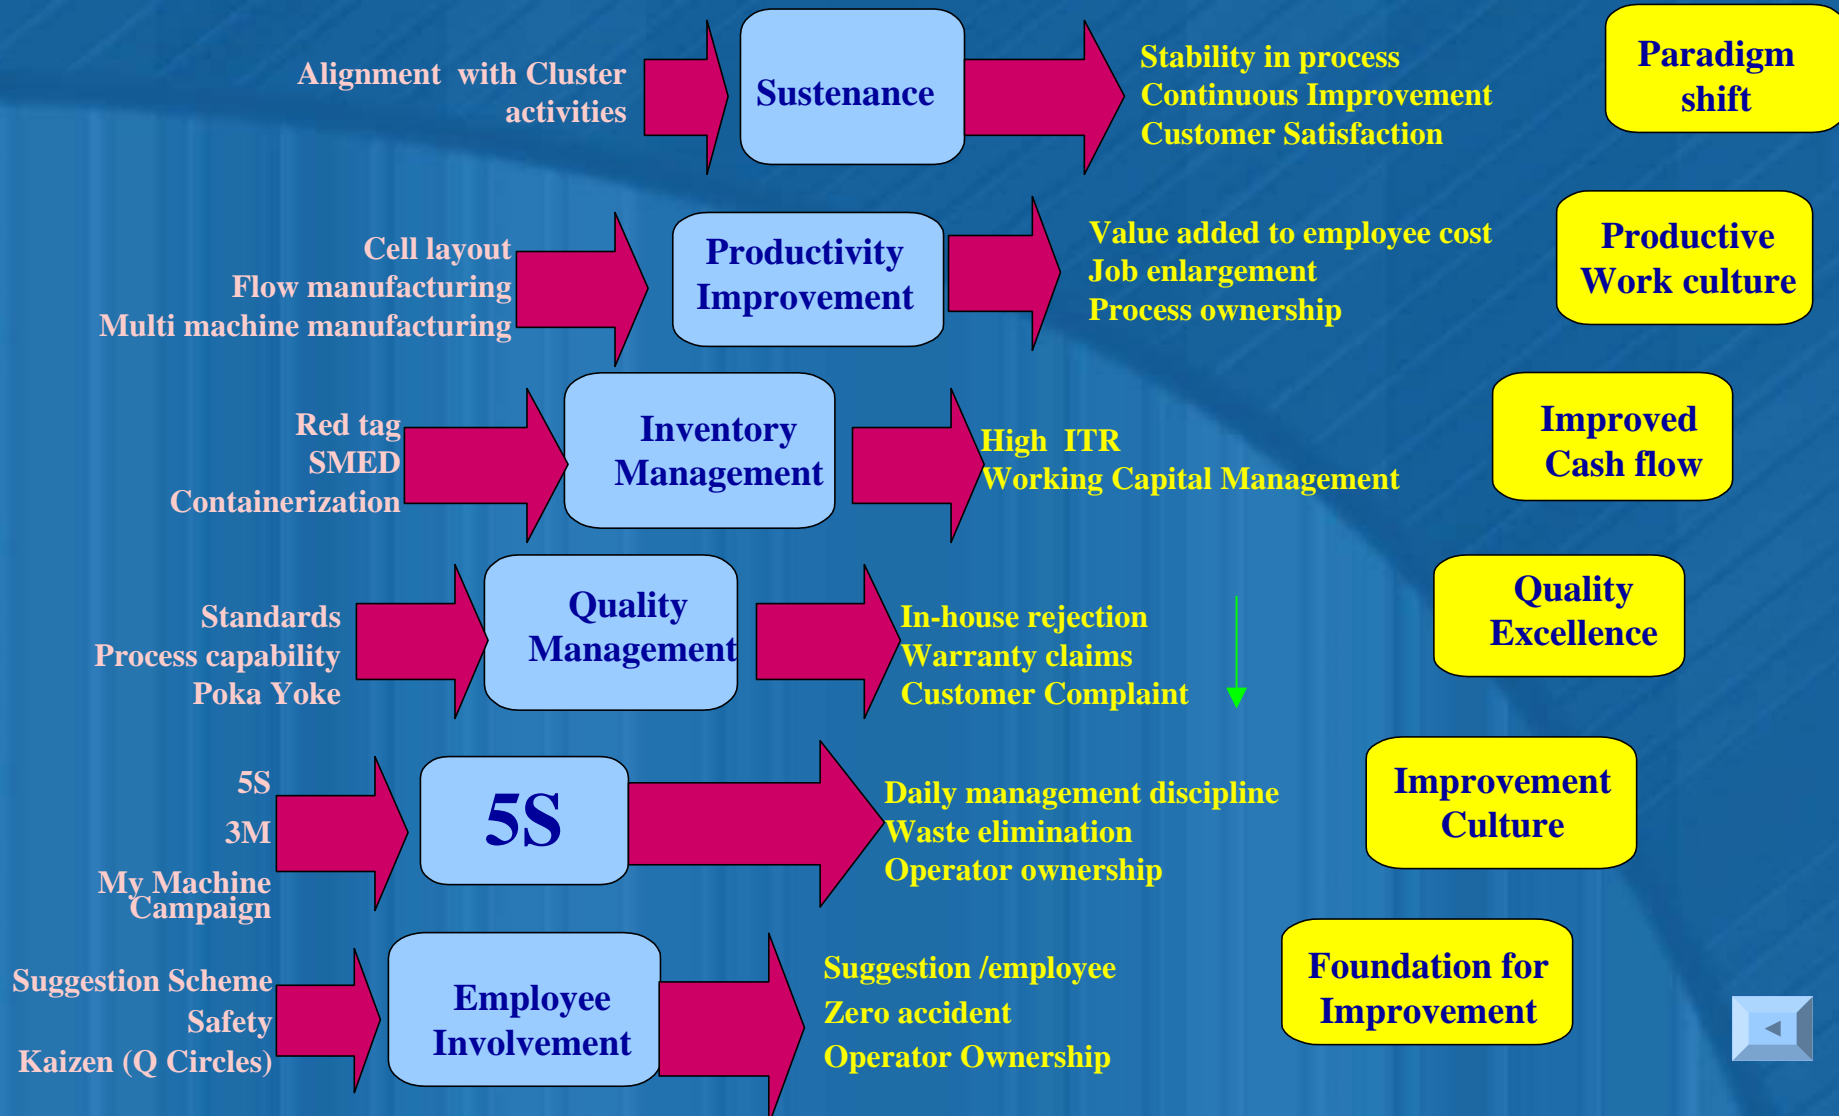 Alignment with Cluster
activities
Sustenance
Stability in process
Continuous Improvement
Customer Satisfaction
Paradigm
shift
Cell layout
Flow manufacturing
Multi machine manufacturing
Productivity
Improvement
Value added to employee cost
Job enlargement
Process ownership
Productive
Work culture
Red tag
SMED
Containerization
Inventory
Management
High ITR
Working Capital Management
Improved
Cash flow
Standards
Process capability
Poka Yoke
Quality
Management
In-house rejection
Warranty claims
Customer Complaint
Quality
Excellence
5S
3M
My Machine
Campaign
5S
Daily management discipline
Waste elimination
Operator ownership
Improvement
Culture
Suggestion Scheme
Safety
Kaizen (Q Circles)
Employee
Involvement
Suggestion /employee
Zero accident
Operator Ownership
Foundation for
Improvement